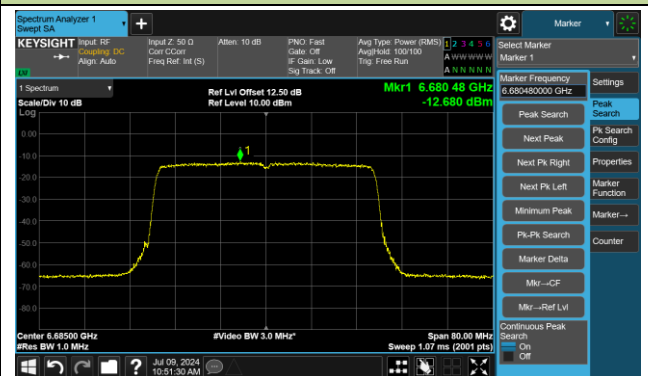 Spectrum Analyzer 1
Swept SA
Marker
KEYSIGHT
Input: RF
Coupling: DC
Align: Auto
Input Z: 50 Ω
Corr CCorr
Freq Ref: Int (S)
Atten: 10 dB
PNO: Fast
Gate: Off
IF Gain: Low
Sig Track: Off
Avg Type: Power (RMS)
Avg|Hold: 100/100
Trig: Free Run
1 2 3 4 5 6
A W W W W W
A N N N N N
LW
Select Marker
Marker 1
1 Spectrum
Scale/Div 10 dB
Log
Ref Lvl Offset 12.50 dB
Ref Level 10.00 dBm
Mkr1 6.680 48 GHz
-12.680 dBm
Marker Frequency
6.680480000 GHz
Settings
Peak Search
Next Peak
Next Pk Right
Next Pk Left
Minimum Peak
Pk-Pk Search
Marker Delta
Mkr→CF
Mkr→Ref Lvl
Continuous Peak
Search
On
Off
Peak
Search
Pk Search
Config
Properties
Marker
Function
Marker→
Counter
0.00
-10.0
-20.0
-30.0
-40.0
-50.0
-60.0
-70.0
-80.0
1
Center 6.68500 GHz
#Res BW 1.0 MHz
#Video BW 3.0 MHz*
Span 80.00 MHz
Sweep 1.07 ms (2001 pts)
Jul 09, 2024
10:51:30 AM